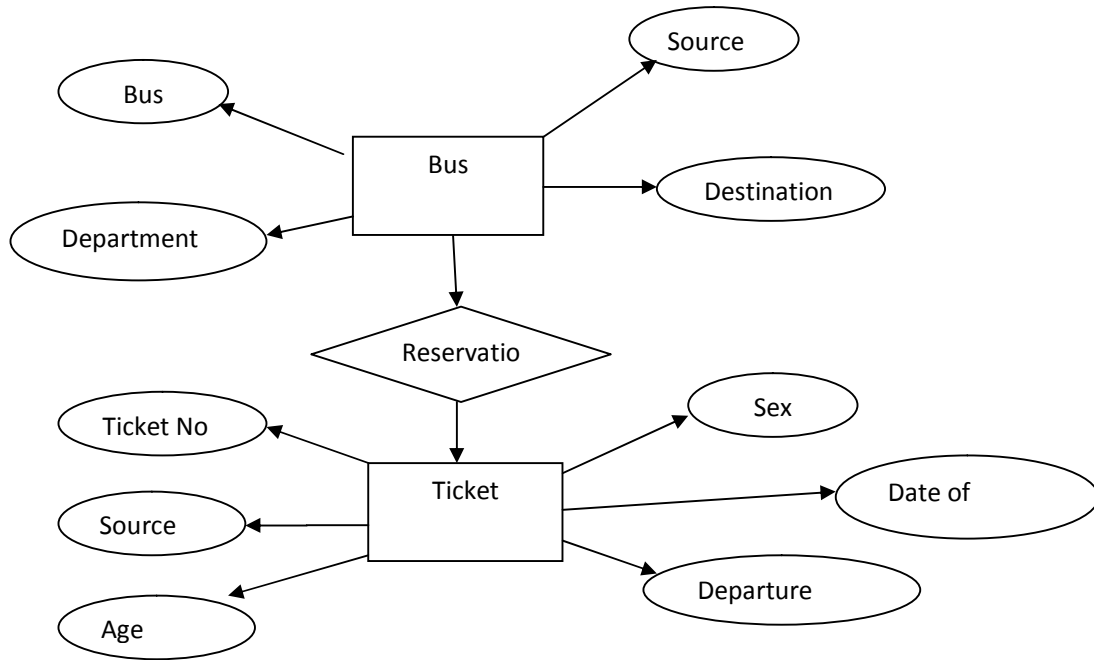 Source
Bus
Bus
Destination
Department
Reservatio
Sex
Ticket No
Ticket
Date of
Source
Departure
Age